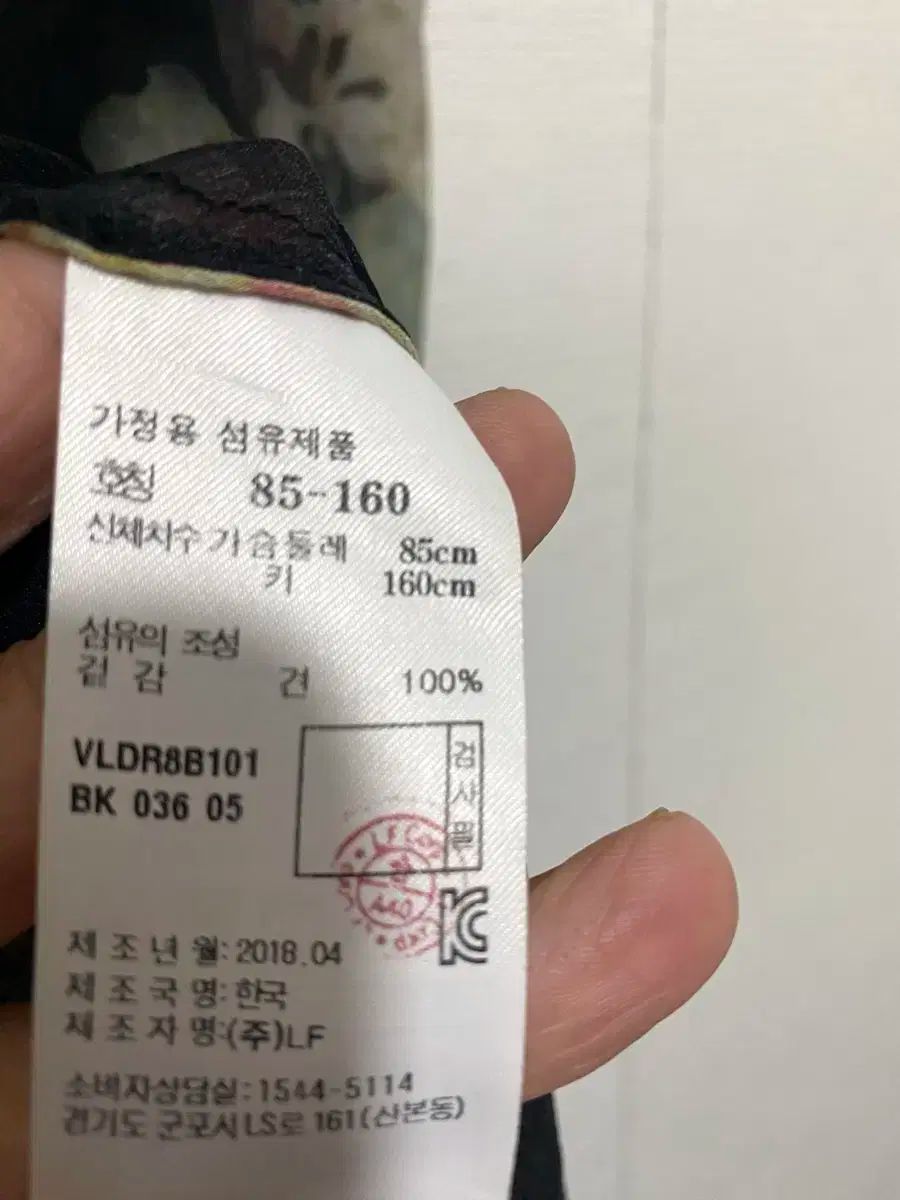 가정용 섬유제품
호칭 85-160
신체치수 가슴둘레 85cm
키 160cm
섬유의 조성
겉감 견 100%
VLDR8B101
BK 036 05
검사필
LF Co
제조년월:2018.04
제조국명:한국
제조자명:(주)LF
소비자상담실:1544-5114
경기도 군포시 LS로 161(산본동)